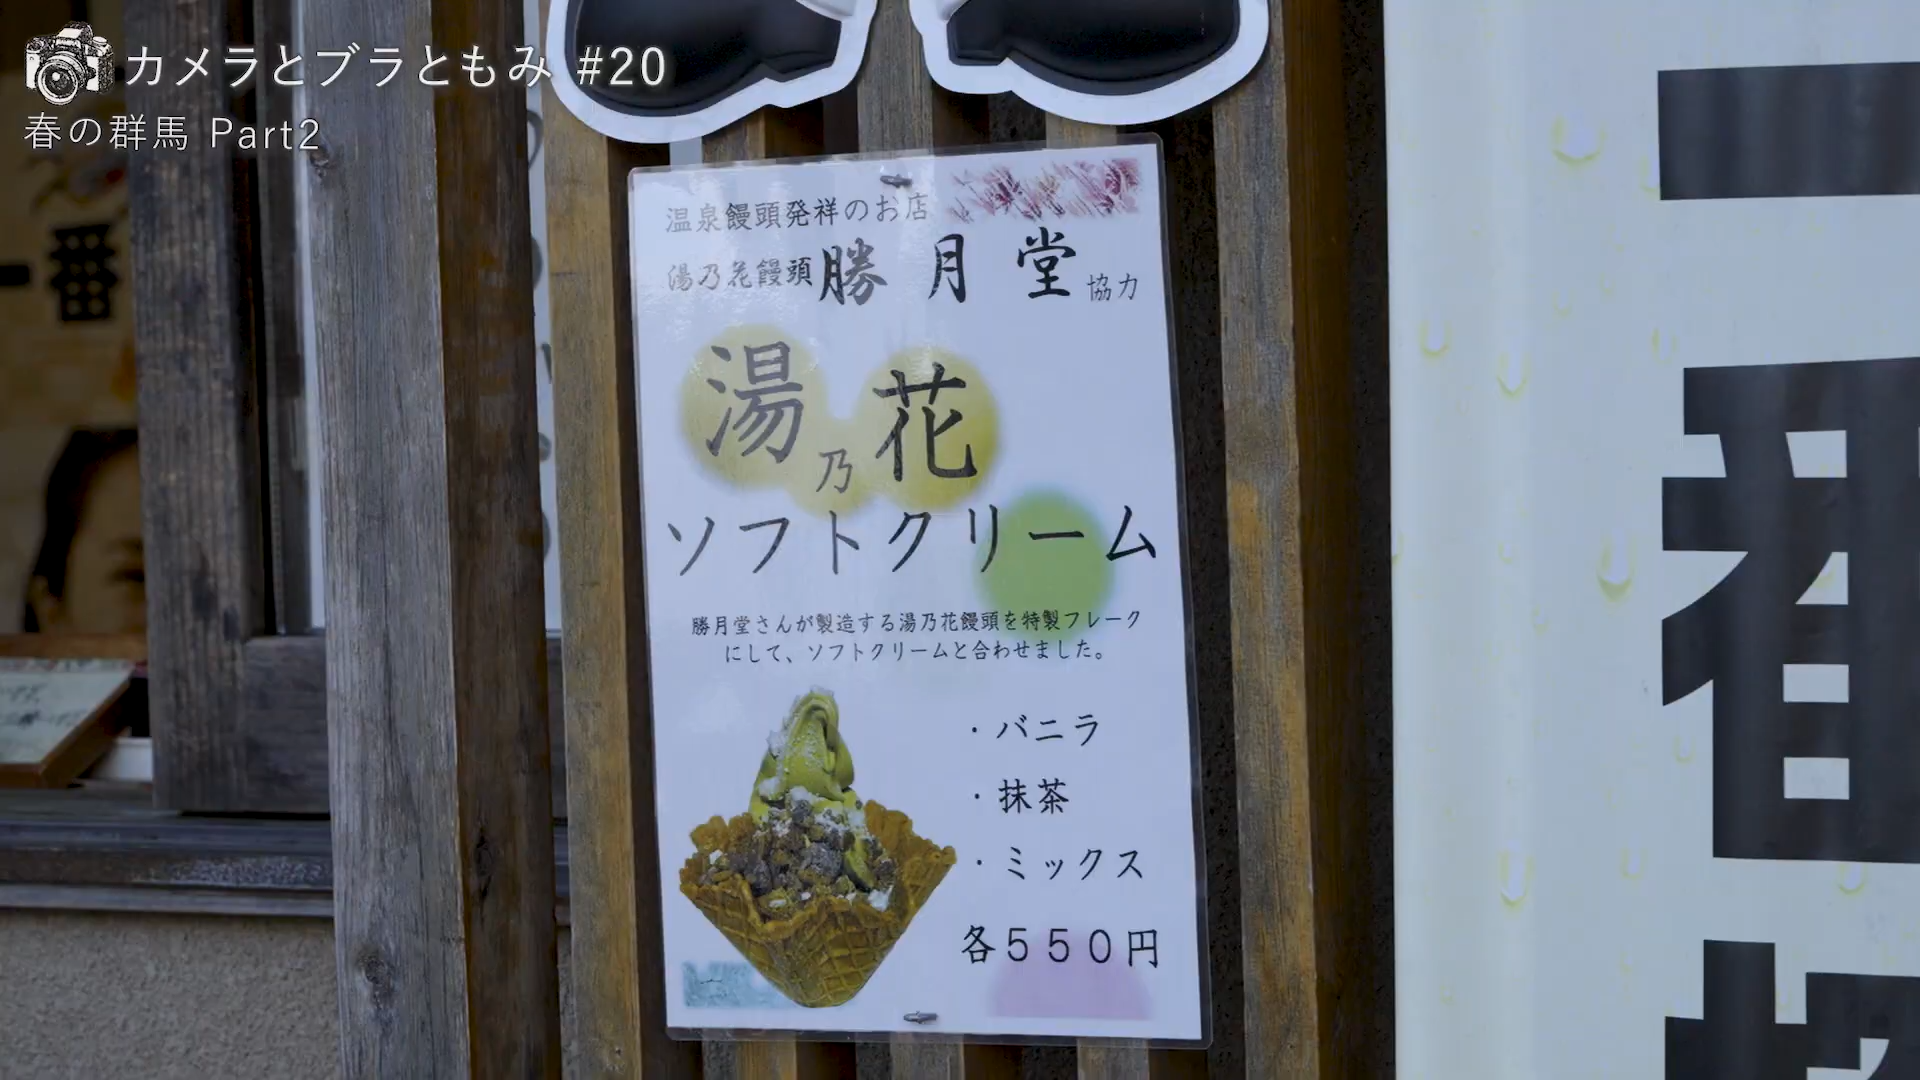 カメラとブラともみ #20
春の群馬 Part2
温泉饅頭発祥のお店
湯乃花饅頭 勝月堂 協力
湯乃花
ソフトクリーム
勝月堂さんが製造する湯乃花饅頭を特製フレーク
にして、ソフトクリームと合わせました。
・バニラ
・抹茶
・ミックス
各550円
一番
一番